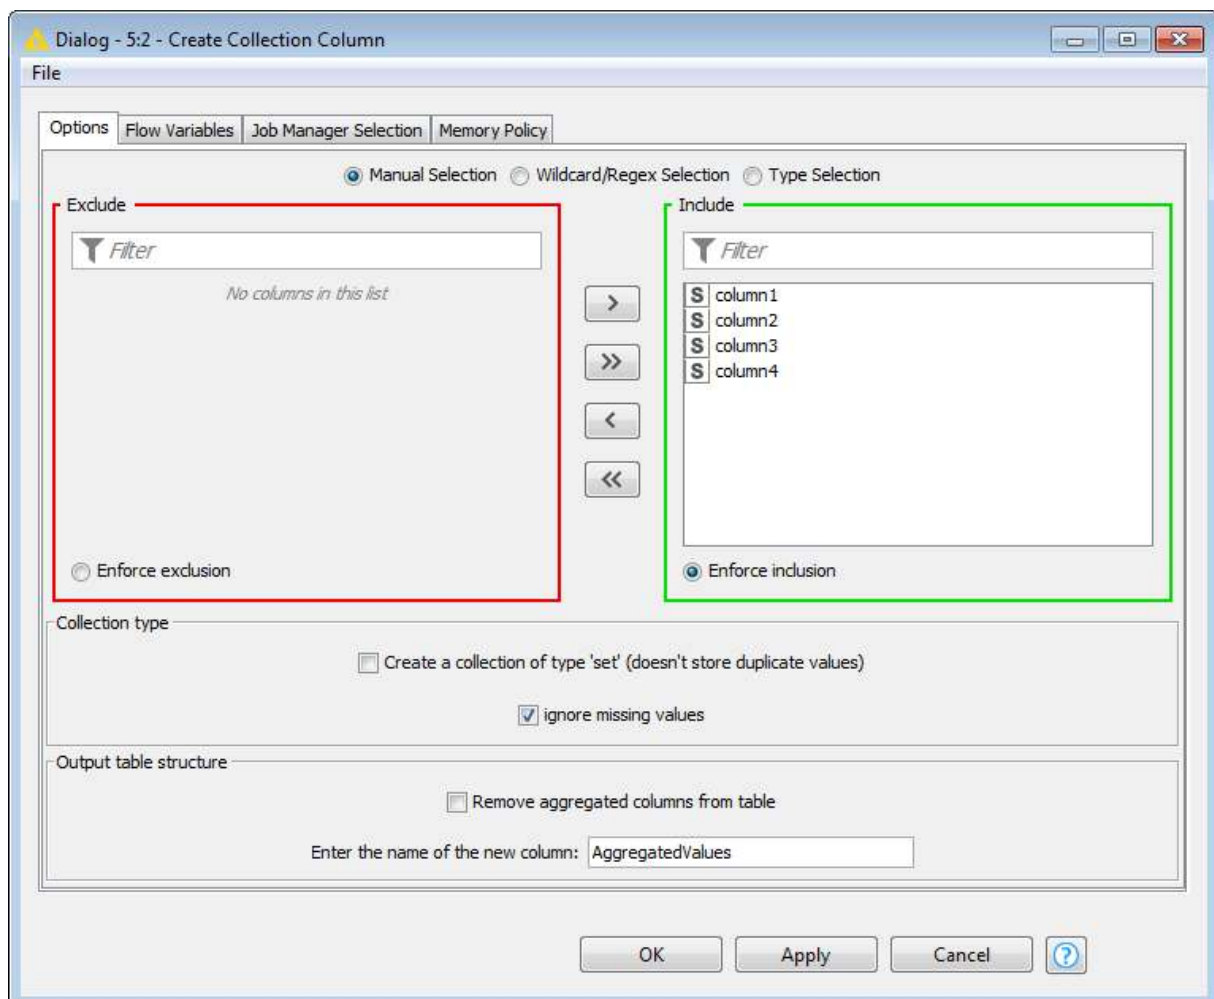 Dialog - 5:2 - Create Collection Column
File
Options Flow Variables Job Manager Selection Memory Policy
Manual Selection Wildcard/Regex Selection Type Selection
Exclude
Include
Filter
Filter
No columns in this list
S column1
S column2
S column3
S column4
> 
>>
<
<<
Enforce exclusion
Enforce inclusion
Collection type
Create a collection of type 'set' (doesn't store duplicate values)
ignore missing values
Output table structure
Remove aggregated columns from table
Enter the name of the new column: AggregatedValues
OK Apply Cancel ?